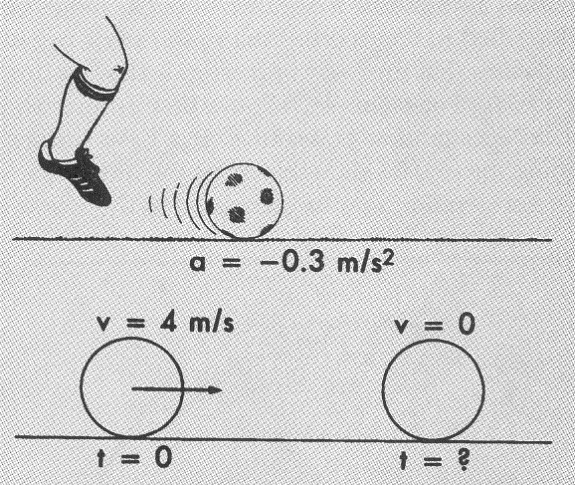 a = −0.3 m/s²
v = 4 m/s
v = 0
t = 0
t = ?